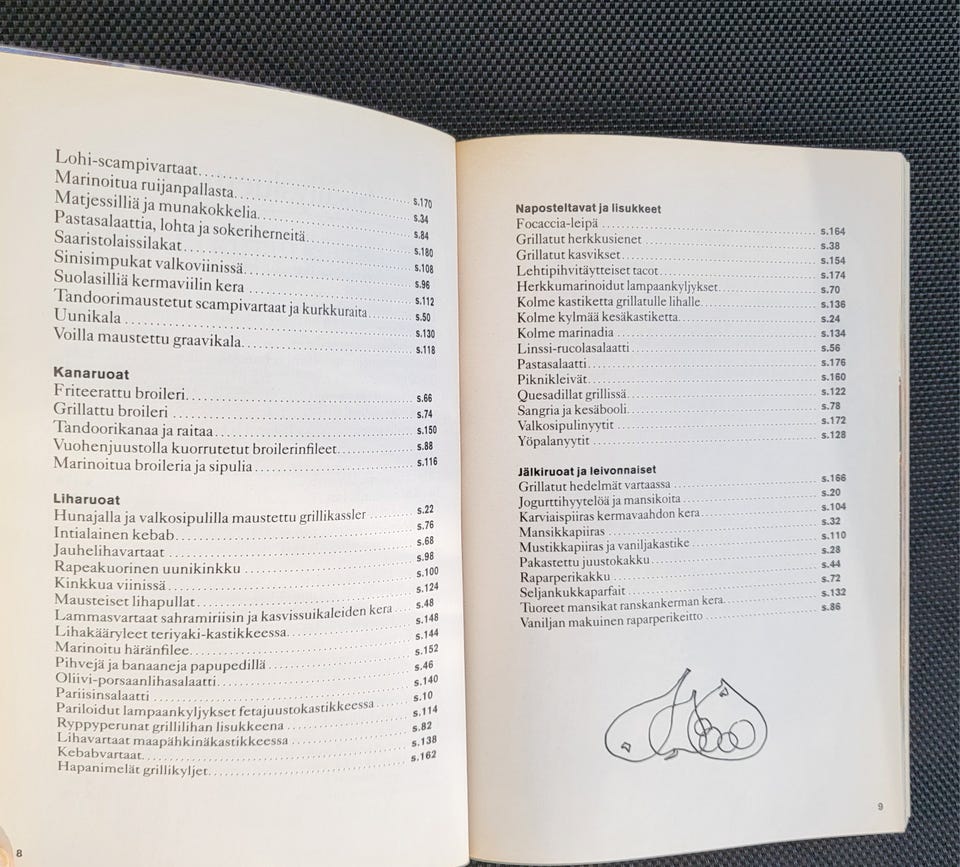 Lohi-scampivartaat s.170
Marinoitua ruijanpallasta s.34
Matjessilliä ja munakokkelia s.84
Pastasalaattia, lohta ja sokeriherneitä s.180
Saaristolaissilakat s.108
Sinisimpukat valkoviinissä s.96
Suolasilliä kermaviilin kera s.112
Tandoorimaustetut scampivartaat ja kurkkuraita s.50
Uunikala s.130
Voilla maustettu graavikala s.118
Kanaruoat
Friteerattu broileri s.66
Grillattu broileri s.74
Tandoorikanaa ja raitaa s.150
Vuohenjuustolla kuorrutetut broilerinfileet s.88
Marinoitua broileria ja sipulia s.116
Liharuoat
Hunajalla ja valkosipulilla maustettu grillikassler s.22
Intialainen kebab s.76
Jauhelihavartaat s.68
Rapeakuorinen uunikinkku s.98
Kinkkua viinissä s.100
Mausteiset lihapullat s.124
Lammasvartaat sahramiriisin ja kasvissuikaleiden kera s.48
Lihakääryleet teriyaki-kastikkeessa s.148
Marinoitu häränfilee s.144
Pihvejä ja banaaneja papupedillä s.152
Oliivi-porsaanlihasalaatti s.46
Pariisinsalaatti s.140
Pariloidut lampaankyljykset fetajuustokastikkeessa s.10
Ryppyperunat grillilihan lisukkeena s.114
Lihavartaat maapähkinäkastikkeessa s.82
Kebabvartaat s.138
Hapanimelät grillikyljet s.162
8
Naposteltavat ja lisukkeet
Focaccia-leipä s.164
Grillatut herkkusienet s.38
Grillatut kasvikset s.154
Lehtipihvitäytteiset tacot s.174
Herkkumarinoidut lampaankyljykset s.70
Kolme kastiketta grillatulle lihalle s.136
Kolme kylmää kesäkastiketta s.24
Kolme marinadia s.134
Linssi-rucolasalaatti s.56
Pastasalaatti s.176
Piknikleivät s.160
Quesadillat grillissä s.122
Sangria ja kesäbooli s.78
Valkosipulinyytit s.172
Yöpalanyytit s.128
Jälkiruoat ja leivonnaiset
Grillatut hedelmät vartaassa s.166
Jogurttihyytelöä ja mansikoita s.20
Karviaispiiras kermavaahdon kera s.104
Mansikkapiiras s.32
Mustikkapiiras ja vaniljakastike s.110
Pakastettu juustokakku s.28
Raparperikakku s.44
Seljankukkaparfait s.72
Tuoreet mansikat ranskankerman kera s.132
Vaniljan makuinen raparperikeitto s.86
9